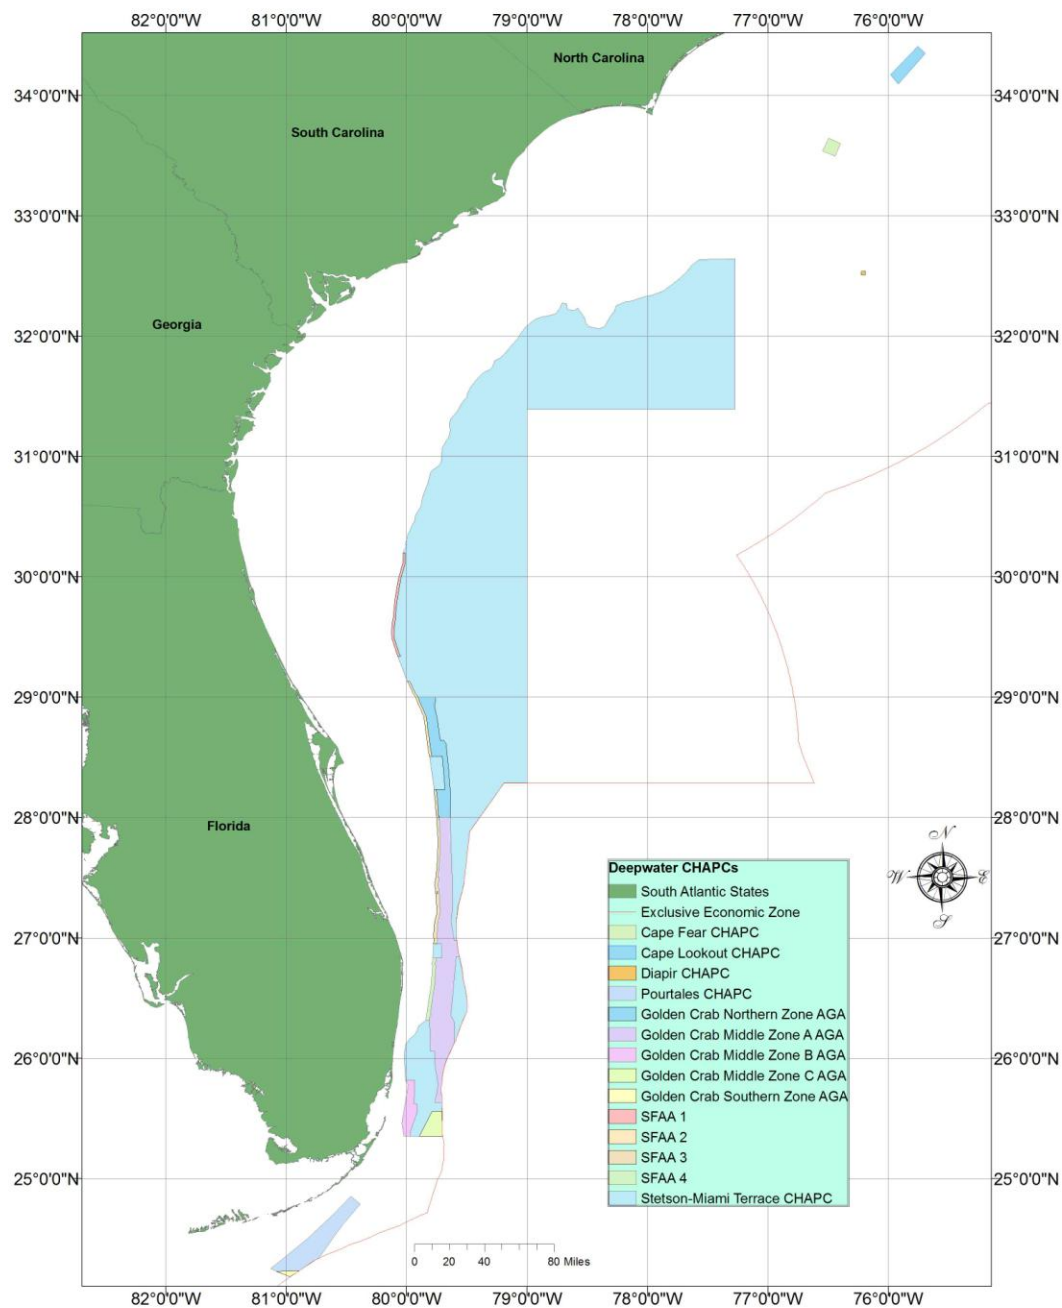 82°0'0"W 81°0'0"W 80°0'0"W 79°0'0"W 78°0'0"W 77°0'0"W 76°0'0"W
North Carolina
34°0'0"N 34°0'0"N
South Carolina
33°0'0"N 33°0'0"N
Georgia
32°0'0"N 32°0'0"N
31°0'0"N 31°0'0"N
30°0'0"N 30°0'0"N
29°0'0"N 29°0'0"N
28°0'0"N 28°0'0"N
Florida
N
W E
S
Deepwater CHAPCs
South Atlantic States
Exclusive Economic Zone
Cape Fear CHAPC
Cape Lookout CHAPC
Diapir CHAPC
Pourtales CHAPC
Golden Crab Northern Zone AGA
Golden Crab Middle Zone A AGA
Golden Crab Middle Zone B AGA
Golden Crab Middle Zone C AGA
Golden Crab Southern Zone AGA
SFAA 1
SFAA 2
SFAA 3
SFAA 4
Stetson-Miami Terrace CHAPC
27°0'0"N 27°0'0"N
26°0'0"N 26°0'0"N
25°0'0"N 25°0'0"N
0 20 40 80 Miles
82°0'0"W 81°0'0"W 80°0'0"W 79°0'0"W 78°0'0"W 77°0'0"W 76°0'0"W